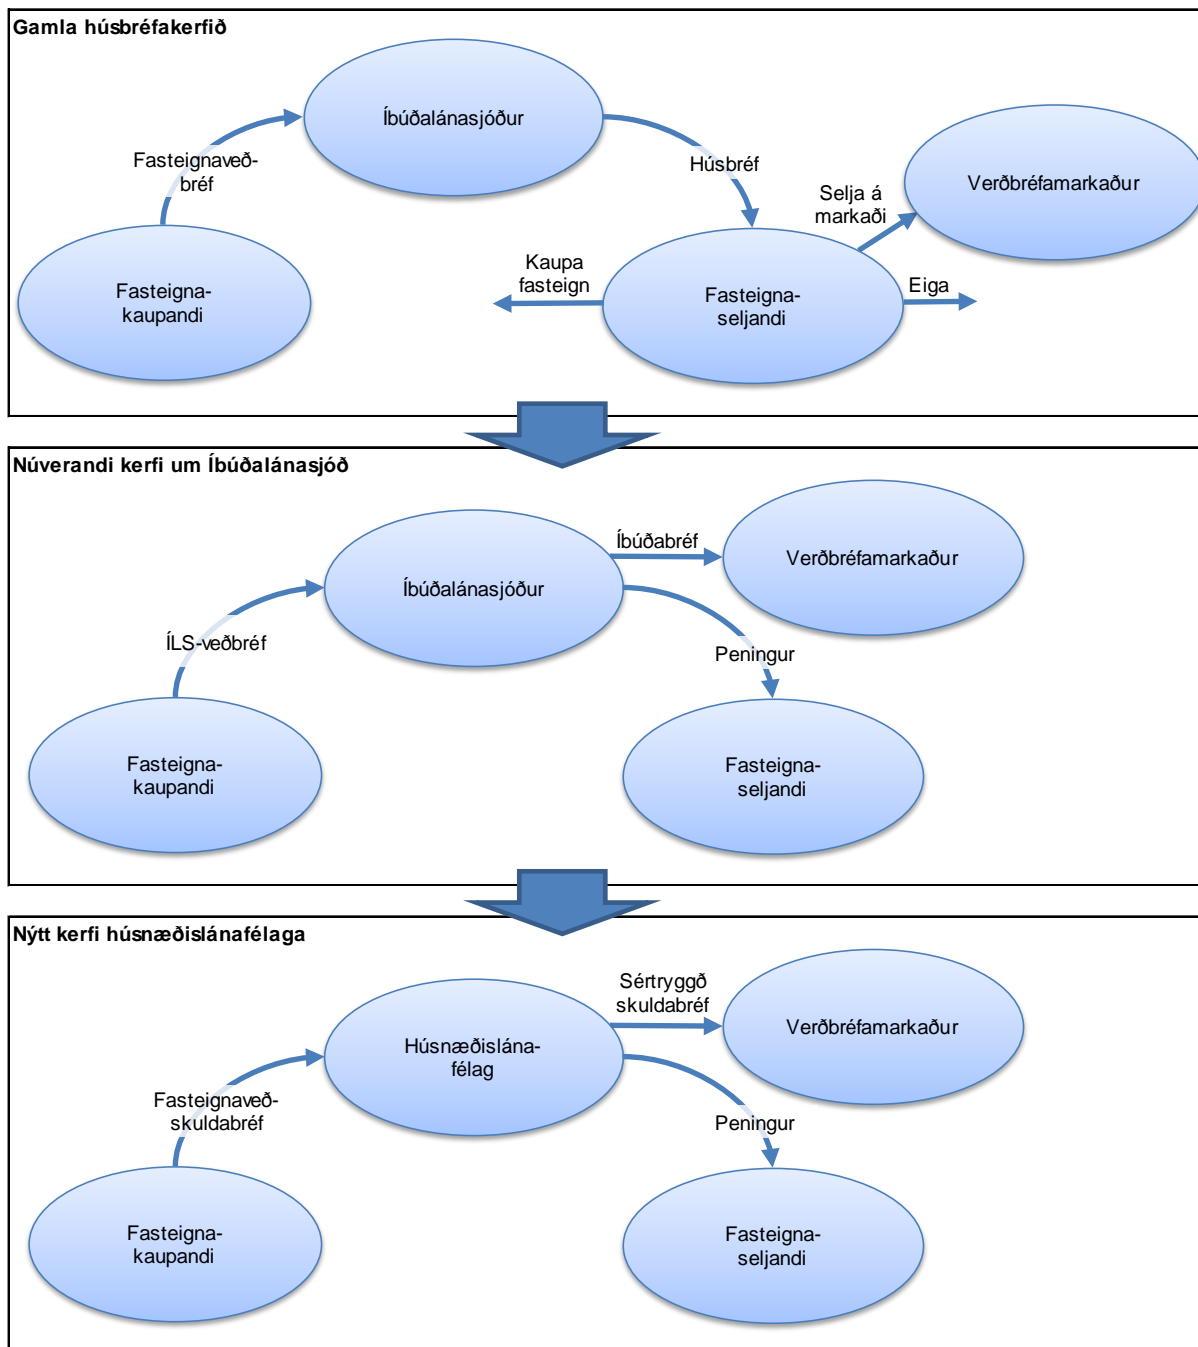 Gamla húsbréfakerfið
Íbúðalánasjóður
Fasteignaveð-
bréf
Húsbréf
Verðbréfamarkaður
Selja á
markaði
Kaupa
fasteign
Eiga
Fasteigna-
kaupandi
Fasteigna-
seljandi
Núverandi kerfi um Íbúðalánasjóð
Íbúðabréf
Verðbréfamarkaður
Íbúðalánasjóður
ÍLS-veðbréf
Peningur
Fasteigna-
kaupandi
Fasteigna-
seljandi
Nýtt kerfi húsnæðislánafélaga
Sértryggð
skuldabréf
Verðbréfamarkaður
Húsnæðislána-
félag
Fasteignaveð-
skuldabréf
Peningur
Fasteigna-
kaupandi
Fasteigna-
seljandi